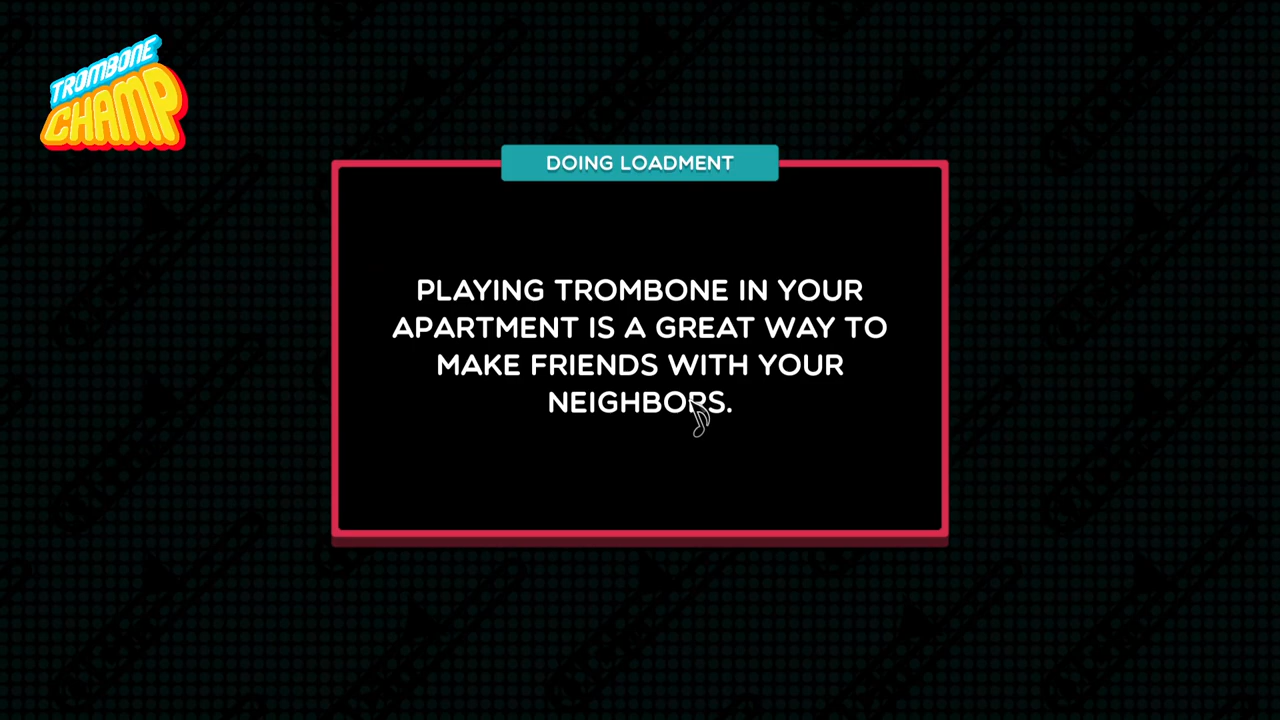 TROMBONE
CHAMP
DOING LOADMENT
PLAYING TROMBONE IN YOUR
APARTMENT IS A GREAT WAY TO
MAKE FRIENDS WITH YOUR
NEIGHBORS.